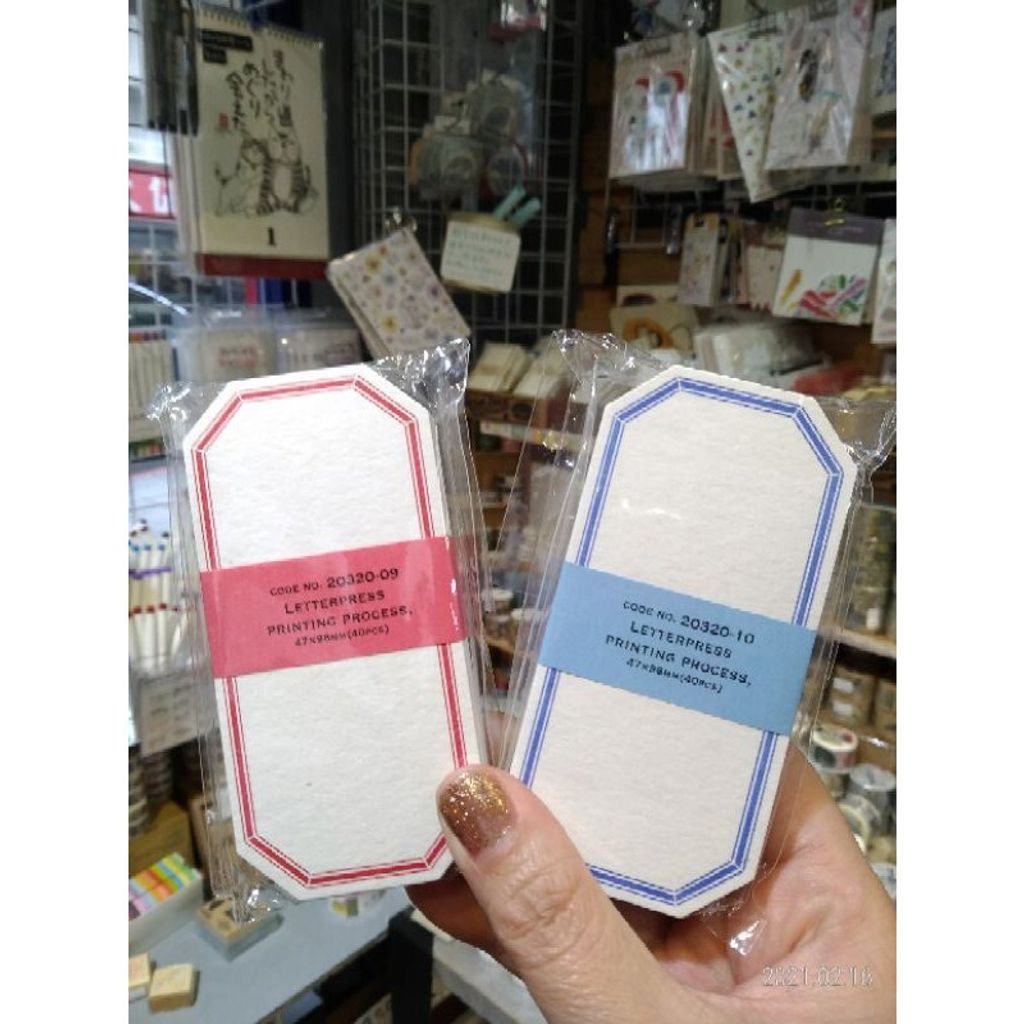 1
CODE NO. 20320-09
LETTERPRESS
PRINTING PROCESS,
47×98MM(40PCS)
CODE NO. 20320-10
LETTERPRESS
PRINTING PROCESS,
47×98MM(40PCS)
2021.02.16